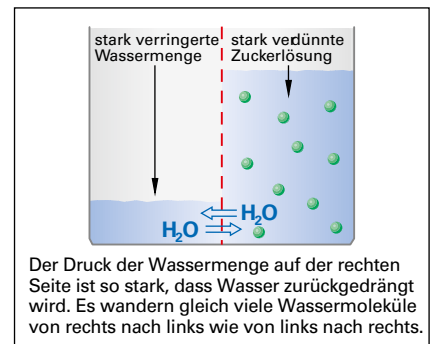 stark verringerte
Wassermenge
stark verdünnte
Zuckerlösung
H₂O
H₂O
Der Druck der Wassermenge auf der rechten
Seite ist so stark, dass Wasser zurückgedrängt
wird. Es wandern gleich viele Wassermoleküle
von rechts nach links wie von links nach rechts.